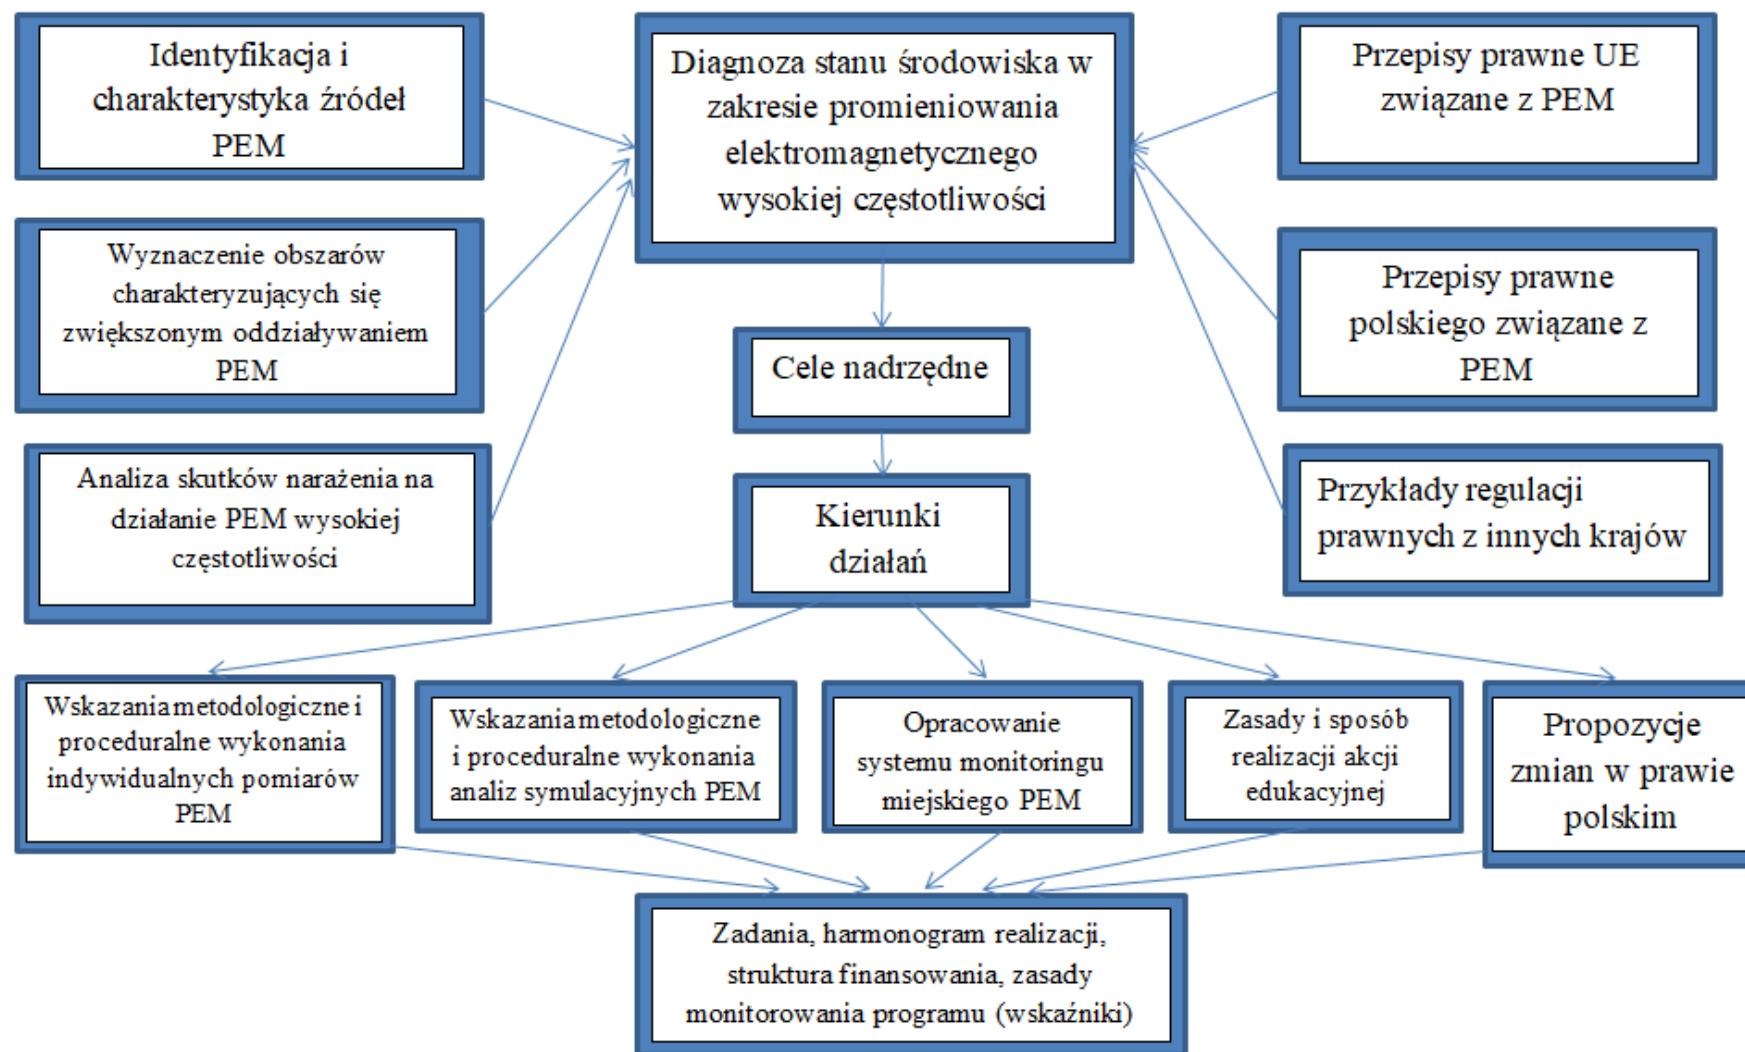 Identyfikacja i
charakterystyka źródeł
PEM
Diagnoza stanu środowiska w
zakresie promieniowania
elektromagnetycznego
wysokiej częstotliwości
Przepisy prawne UE
związane z PEM
Wyznaczenie obszarów
charakteryzujących się
zwiększonym oddziaływaniem
PEM
Cele nadrzędne
Przepisy prawne
polskiego związane z
PEM
Analiza skutków narażenia na
działanie PEM wysokiej
częstotliwości
Kierunki
działań
Przykłady regulacji
prawnych z innych krajów
Wskazania metodologiczne i
proceduralne wykonania
indywidualnych pomiarów
PEM
Wskazania metodologiczne
i proceduralne wykonania
analiz symulacyjnych PEM
Opracowanie
systemu monitoringu
miejskiego PEM
Zasady i sposób
realizacji akcji
edukacyjnej
Propozycje
zmian w prawie
polskim
Zadania, harmonogram realizacji,
struktura finansowania, zasady
monitorowania programu (wskaźniki)